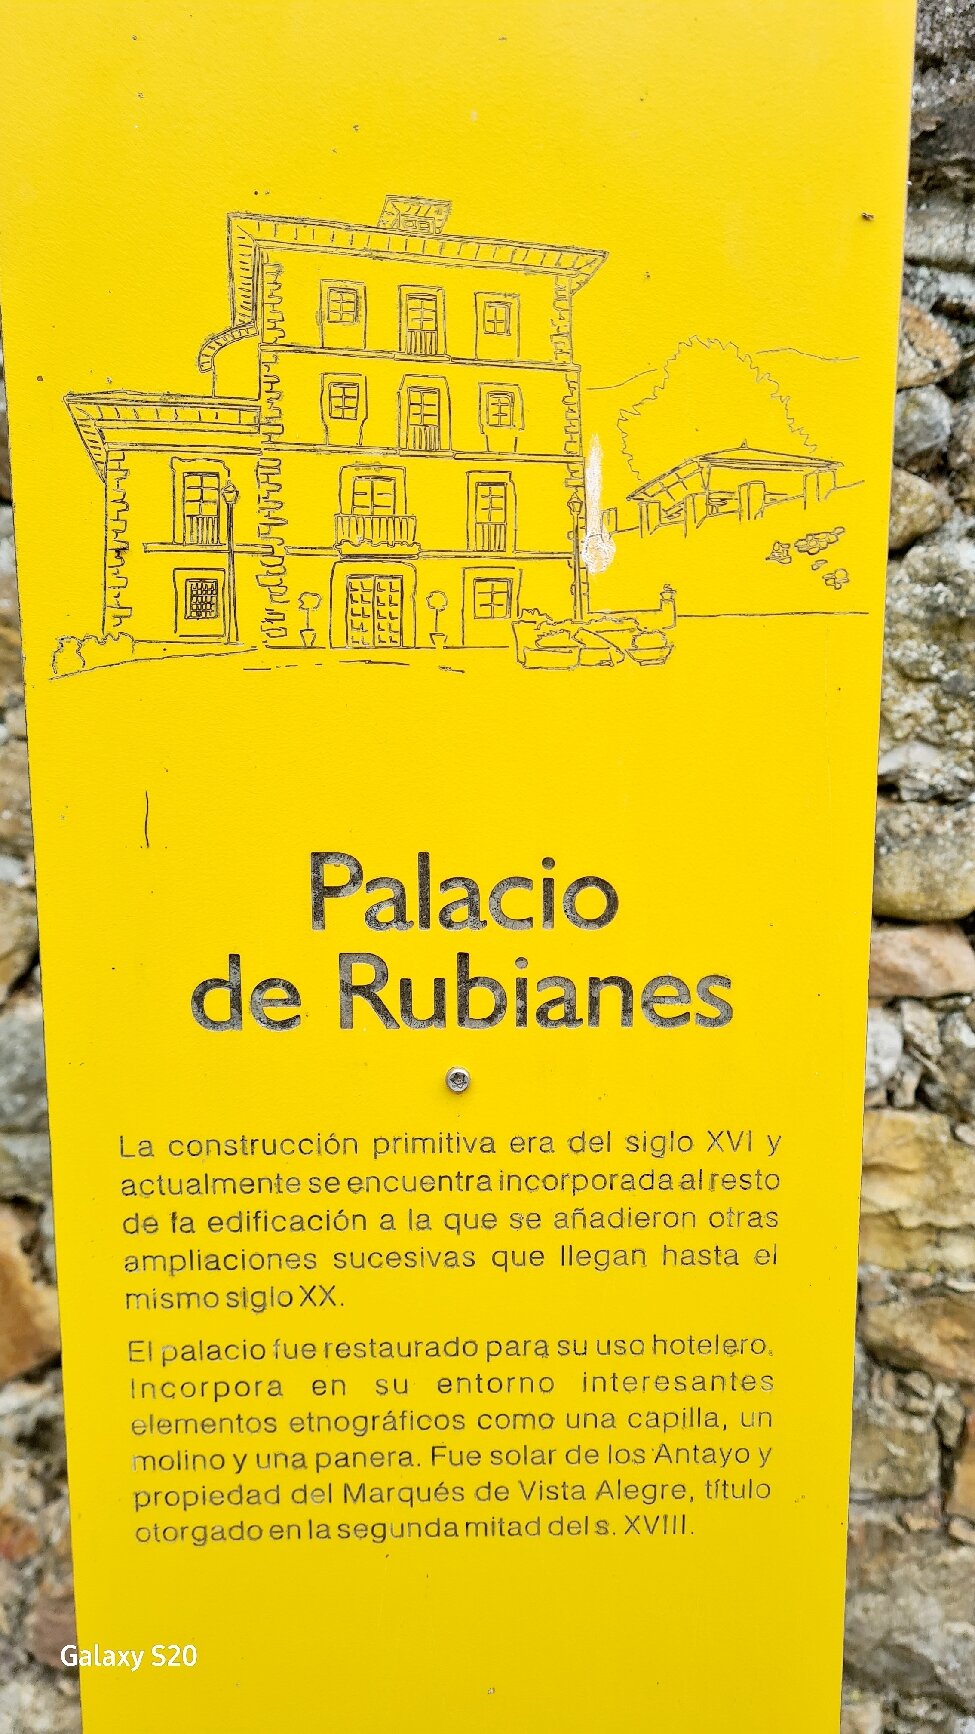 Palacio
de Rubianes
La construcción primitiva era del siglo XVI y
actualmente se encuentra incorporada al resto
de la edificación a la que se añadieron otras
ampliaciones sucesivas que llegan hasta el
mismo siglo XX.
El palacio fue restaurado para su uso hotelero.
Incorpora en su entorno interesantes
elementos etnográficos como una capilla, un
molino y una panera. Fue solar de los Antayo y
propiedad del Marqués de Vista Alegre, título
otorgado en la segunda mitad del s. XVIII.
Galaxy S20